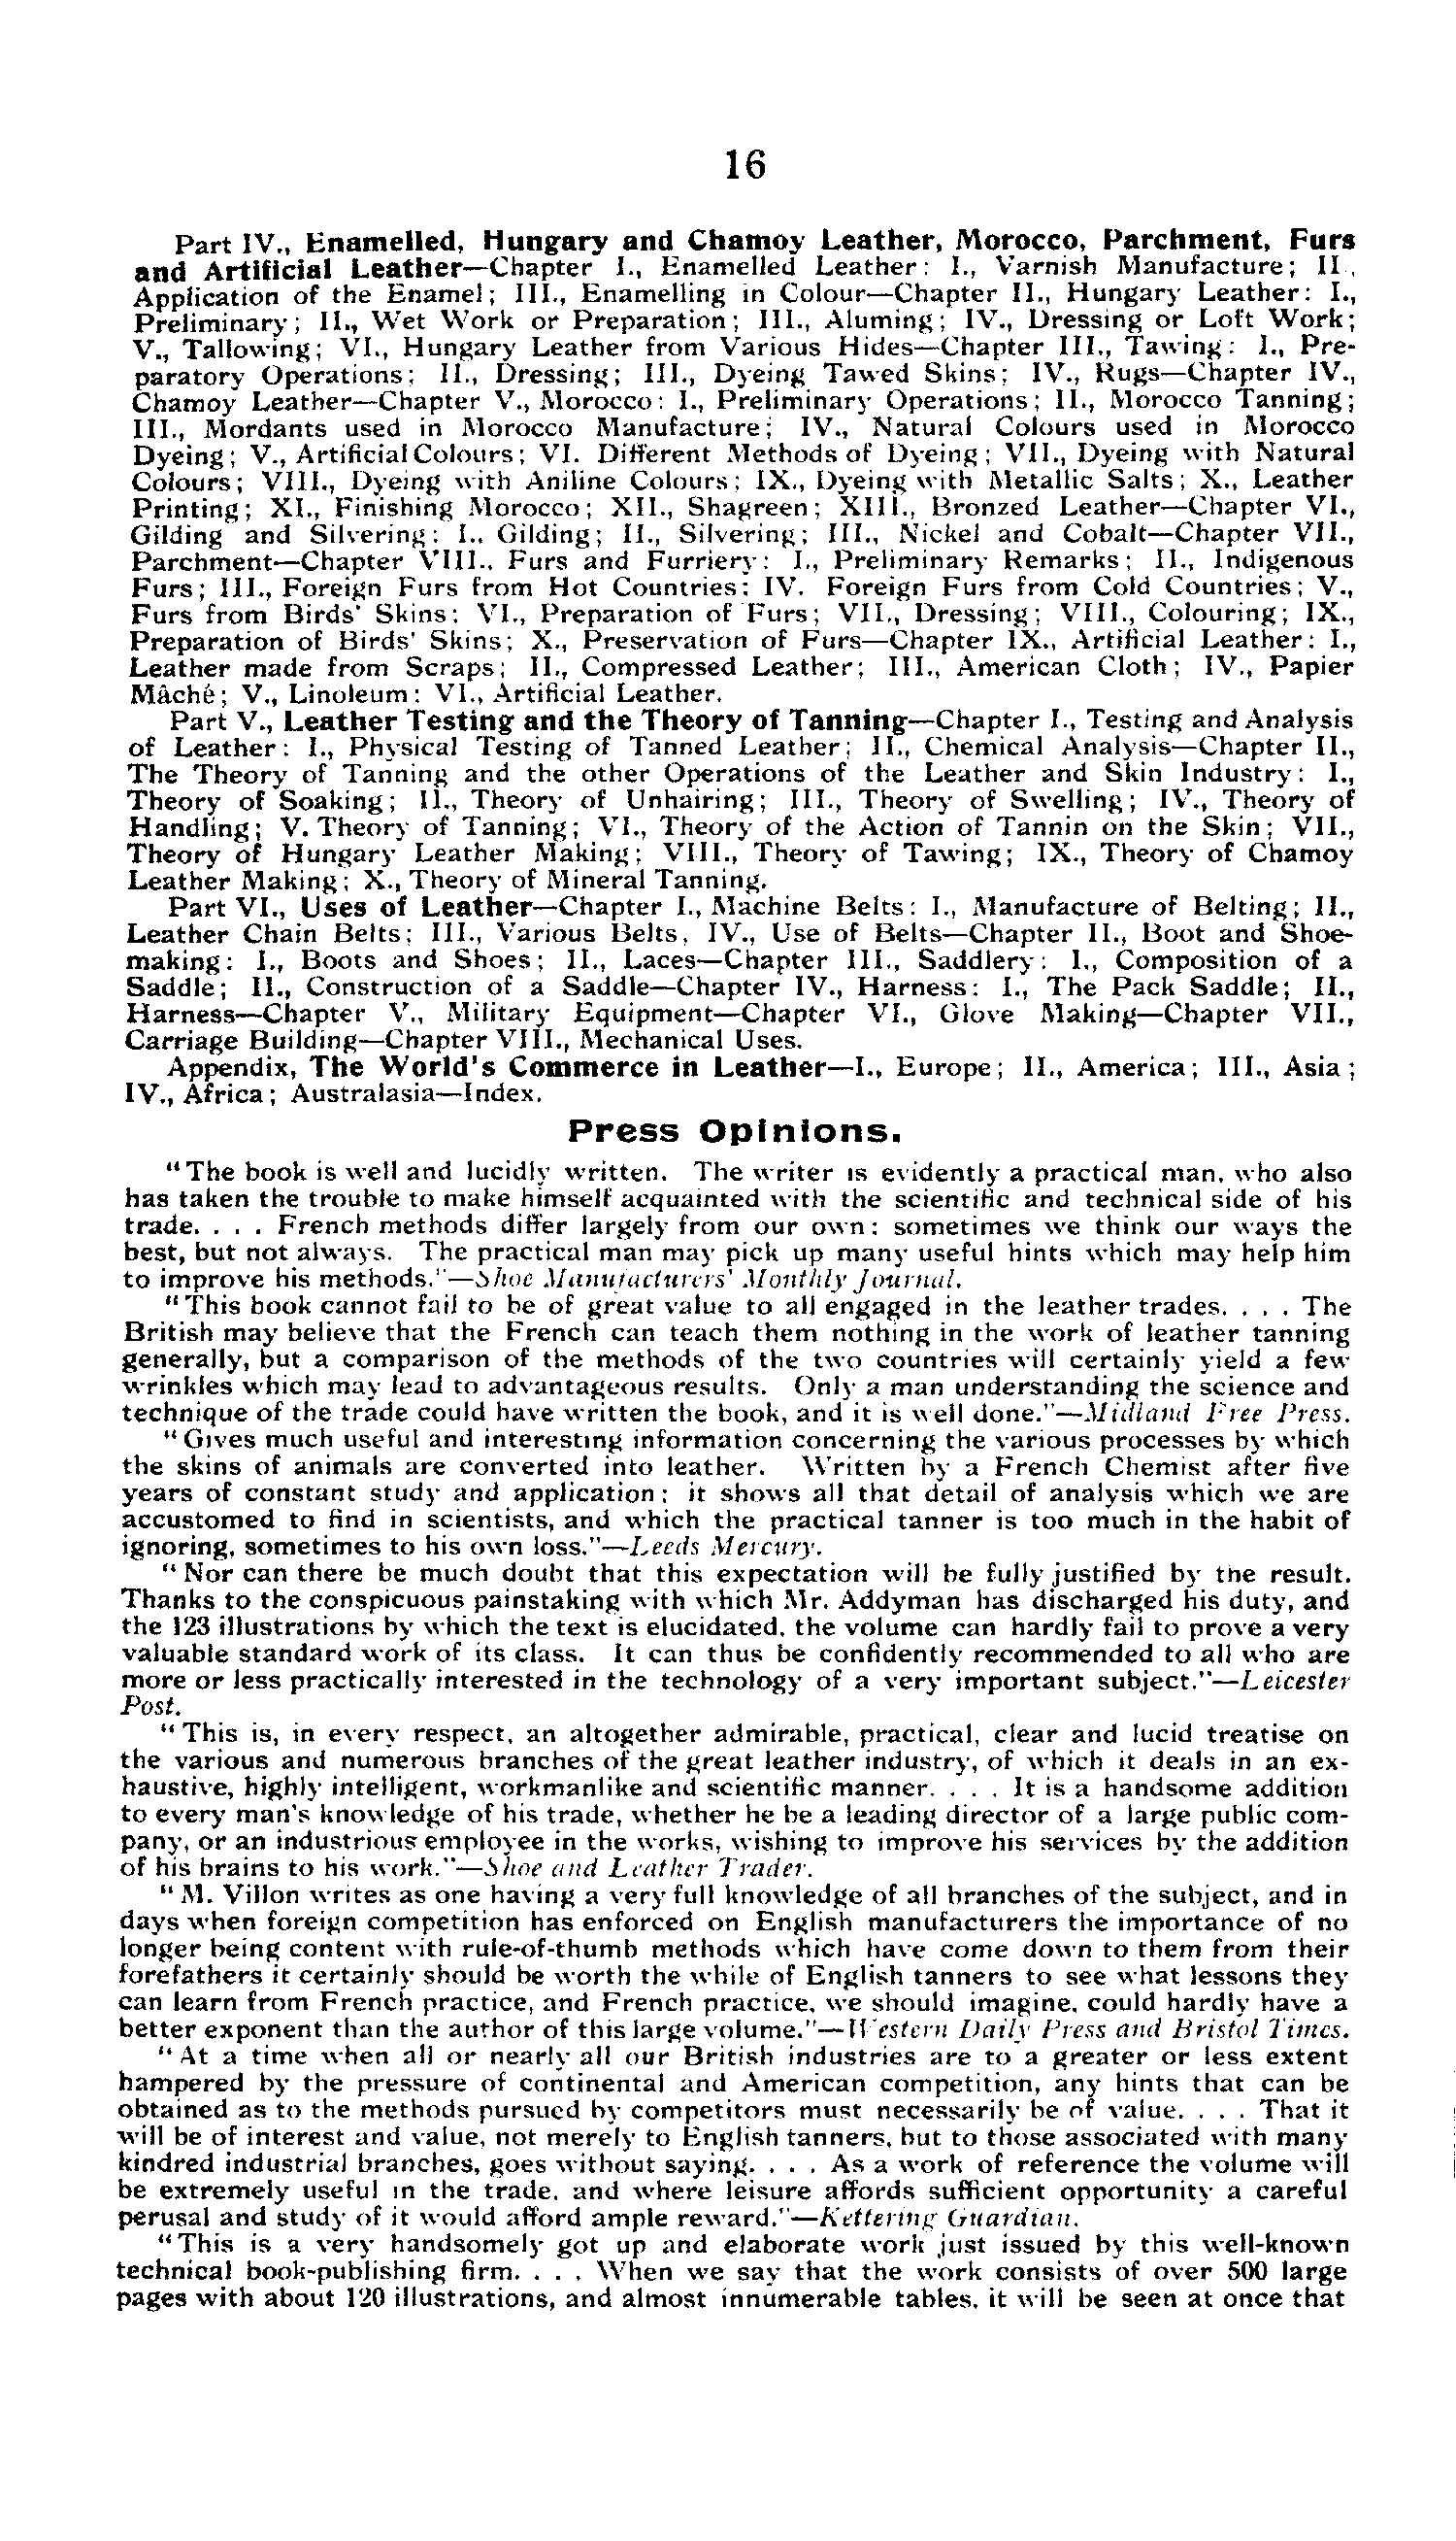 16
Part IV., Enamelled, Hungary and Chamoy Leather, Morocco, Parchment, Furs
and Artificial Leather—Chapter I., Enamelled Leather: I., Varnish Manufacture; II.,
Application of the Enamel; III., Enamelling in Colour—Chapter II., Hungary Leather: I.,
Preliminary; II., Wet Work or Preparation; III., Aluming; IV., Dressing or Loft Work;
V., Tallowing; VI., Hungary Leather from Various Hides—Chapter III., Tawing: I., Pre-
paratory Operations; II., Dressing; III., Dyeing Tawed Skins; IV., Rugs—Chapter IV.,
Chamoy Leather—Chapter V., Morocco: I., Preliminary Operations; II., Morocco Tanning;
III., Mordants used in Morocco Manufacture; IV., Natural Colours used in Morocco
Dyeing; V., Artificial Colours; VI. Different Methods of Dyeing; VII., Dyeing with Natural
Colours; VIII., Dyeing with Aniline Colours; IX., Dyeing with Metallic Salts; X., Leather
Printing; XI., Finishing Morocco; XII., Shagreen; XIII., Bronzed Leather—Chapter VI.,
Gilding and Silvering: I., Gilding; II., Silvering; III., Nickel and Cobalt—Chapter VII.,
Parchment—Chapter VIII., Furs and Furriery: I., Preliminary Remarks; II., Indigenous
Furs; III., Foreign Furs from Hot Countries; IV. Foreign Furs from Cold Countries; V.,
Furs from Birds' Skins; VI., Preparation of Furs; VII., Dressing; VIII., Colouring; IX.,
Preparation of Birds' Skins; X., Preservation of Furs—Chapter IX., Artificial Leather: I.,
Leather made from Scraps; II., Compressed Leather; III., American Cloth; IV., Papier
Mâchè; V., Linoleum; VI., Artificial Leather.
Part V., Leather Testing and the Theory of Tanning—Chapter I., Testing and Analysis
of Leather: I., Physical Testing of Tanned Leather; II., Chemical Analysis—Chapter II.,
The Theory of Tanning and the other Operations of the Leather and Skin Industry: I.,
Theory of Soaking; II., Theory of Unhairing; III., Theory of Swelling; IV., Theory of
Handling; V. Theory of Tanning; VI., Theory of the Action of Tannin on the Skin; VII.,
Theory of Hungary Leather Making; VIII., Theory of Tawing; IX., Theory of Chamoy
Leather Making; X., Theory of Mineral Tanning.
Part VI., Uses of Leather—Chapter I., Machine Belts: I., Manufacture of Belting; II.,
Leather Chain Belts; III., Various Belts, IV., Use of Belts—Chapter II., Boot and Shoe-
making: I., Boots and Shoes; II., Laces—Chapter III., Saddlery: I., Composition of a
Saddle; II., Construction of a Saddle—Chapter IV., Harness: I., The Pack Saddle; II.,
Harness—Chapter V., Military Equipment—Chapter VI., Glove Making—Chapter VII.,
Carriage Building—Chapter VIII., Mechanical Uses.
Appendix, The World's Commerce in Leather—I., Europe; II., America; III., Asia;
IV., Africa; Australasia—Index.
Press Opinions.
"The book is well and lucidly written. The writer is evidently a practical man, who also
has taken the trouble to make himself acquainted with the scientific and technical side of his
trade. . . . French methods differ largely from our own: sometimes we think our ways the
best, but not always. The practical man may pick up many useful hints which may help him
to improve his methods."—Shoe Manufacturers' Monthly Journal.
"This book cannot fail to be of great value to all engaged in the leather trades. . . . The
British may believe that the French can teach them nothing in the work of leather tanning
generally, but a comparison of the methods of the two countries will certainly yield a few
wrinkles which may lead to advantageous results. Only a man understanding the science and
technique of the trade could have written the book, and it is well done."—Midland Free Press.
"Gives much useful and interesting information concerning the various processes by which
the skins of animals are converted into leather. Written by a French Chemist after five
years of constant study and application; it shows all that detail of analysis which we are
accustomed to find in scientists, and which the practical tanner is too much in the habit of
ignoring, sometimes to his own loss."—Leeds Mercury.
"Nor can there be much doubt that this expectation will be fully justified by the result.
Thanks to the conspicuous painstaking with which Mr. Addyman has discharged his duty, and
the 123 illustrations by which the text is elucidated, the volume can hardly fail to prove a very
valuable standard work of its class. It can thus be confidently recommended to all who are
more or less practically interested in the technology of a very important subject."—Leicester
Post.
"This is, in every respect, an altogether admirable, practical, clear and lucid treatise on
the various and numerous branches of the great leather industry, of which it deals in an ex-
haustive, highly intelligent, workmanlike and scientific manner. . . . It is a handsome addition
to every man's knowledge of his trade, whether he be a leading director of a large public com-
pany, or an industrious employee in the works, wishing to improve his services by the addition
of his brains to his work."—Shoe and Leather Trader.
"M. Villon writes as one having a very full knowledge of all branches of the subject, and in
days when foreign competition has enforced on English manufacturers the importance of no
longer being content with rule-of-thumb methods which have come down to them from their
forefathers it certainly should be worth the while of English tanners to see what lessons they
can learn from French practice, and French practice, we should imagine, could hardly have a
better exponent than the author of this large volume."—Western Daily Press and Bristol Times.
"At a time when all or nearly all our British industries are to a greater or less extent
hampered by the pressure of continental and American competition, any hints that can be
obtained as to the methods pursued by competitors must necessarily be of value. . . . That it
will be of interest and value, not merely to English tanners, but to those associated with many
kindred industrial branches, goes without saying. . . . As a work of reference the volume will
be extremely useful in the trade, and where leisure affords sufficient opportunity a careful
perusal and study of it would afford ample reward."—Kettering Guardian.
"This is a very handsomely got up and elaborate work just issued by this well-known
technical book-publishing firm. . . . When we say that the work consists of over 500 large
pages with about 120 illustrations, and almost innumerable tables, it will be seen at once that